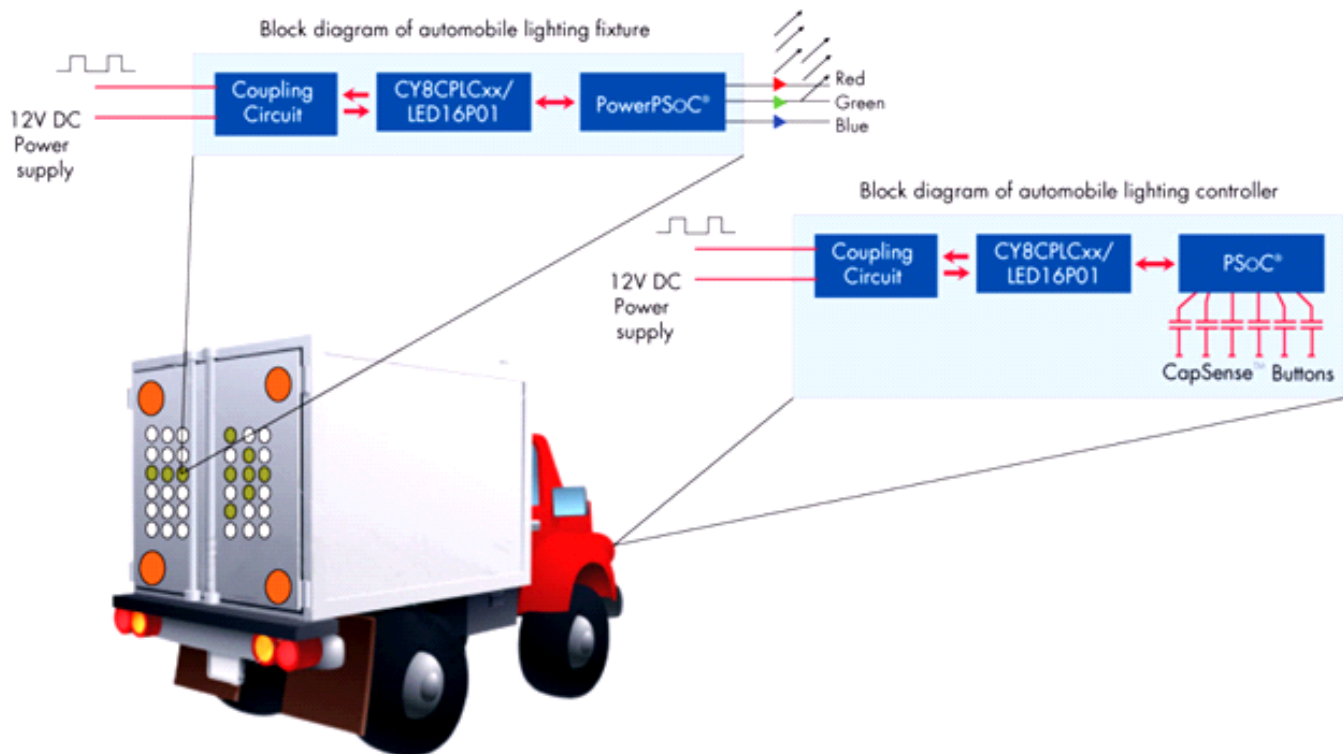 Block diagram of automobile lighting fixture
12V DC
Power
supply
Coupling
Circuit
CY8CPLCxx/
LED16P01
PowerPSoC®
Red
Green
Blue
Block diagram of automobile lighting controller
12V DC
Power
supply
Coupling
Circuit
CY8CPLCxx/
LED16P01
PSoC®
CapSense™ Buttons